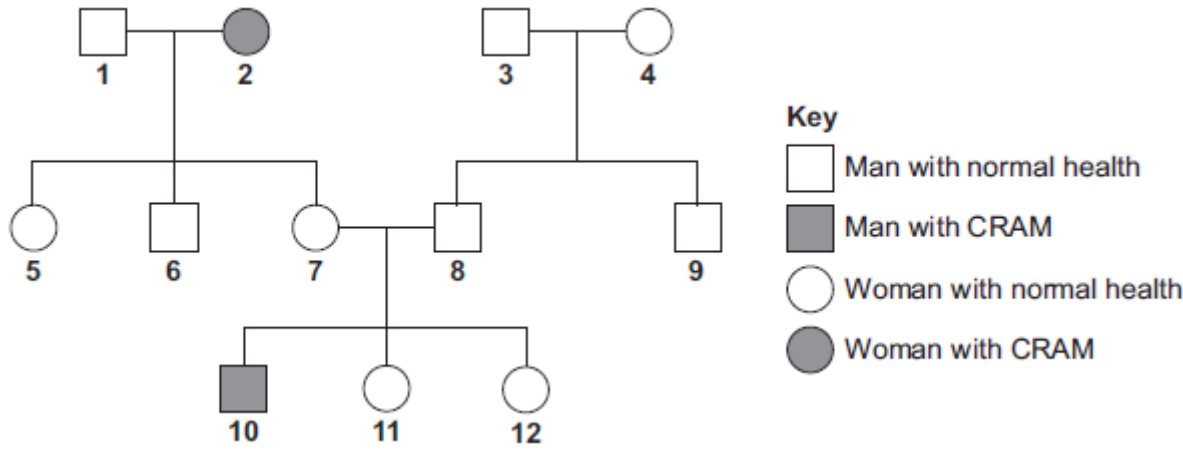 1 2 3 4
5 6 7 8 9
10 11 12
Key
Man with normal health
Man with CRAM
Woman with normal health
Woman with CRAM